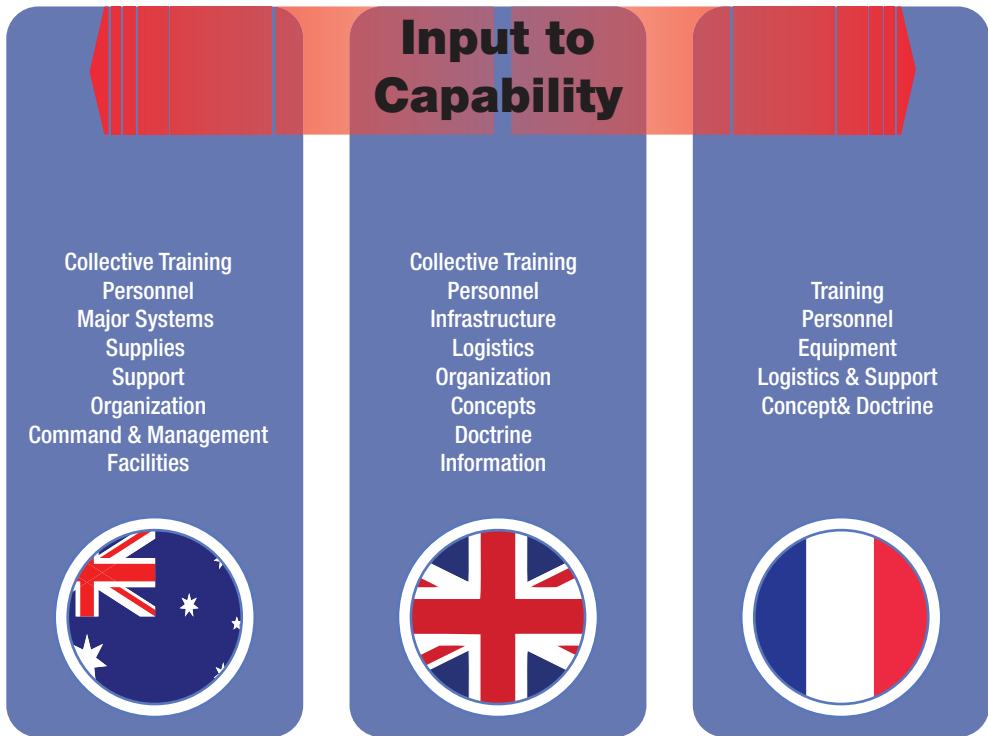 Input to
Capability
Collective Training
Personnel
Major Systems
Supplies
Support
Organization
Command & Management
Facilities
Collective Training
Personnel
Infrastructure
Logistics
Organization
Concepts
Doctrine
Information
Training
Personnel
Equipment
Logistics & Support
Concept& Doctrine